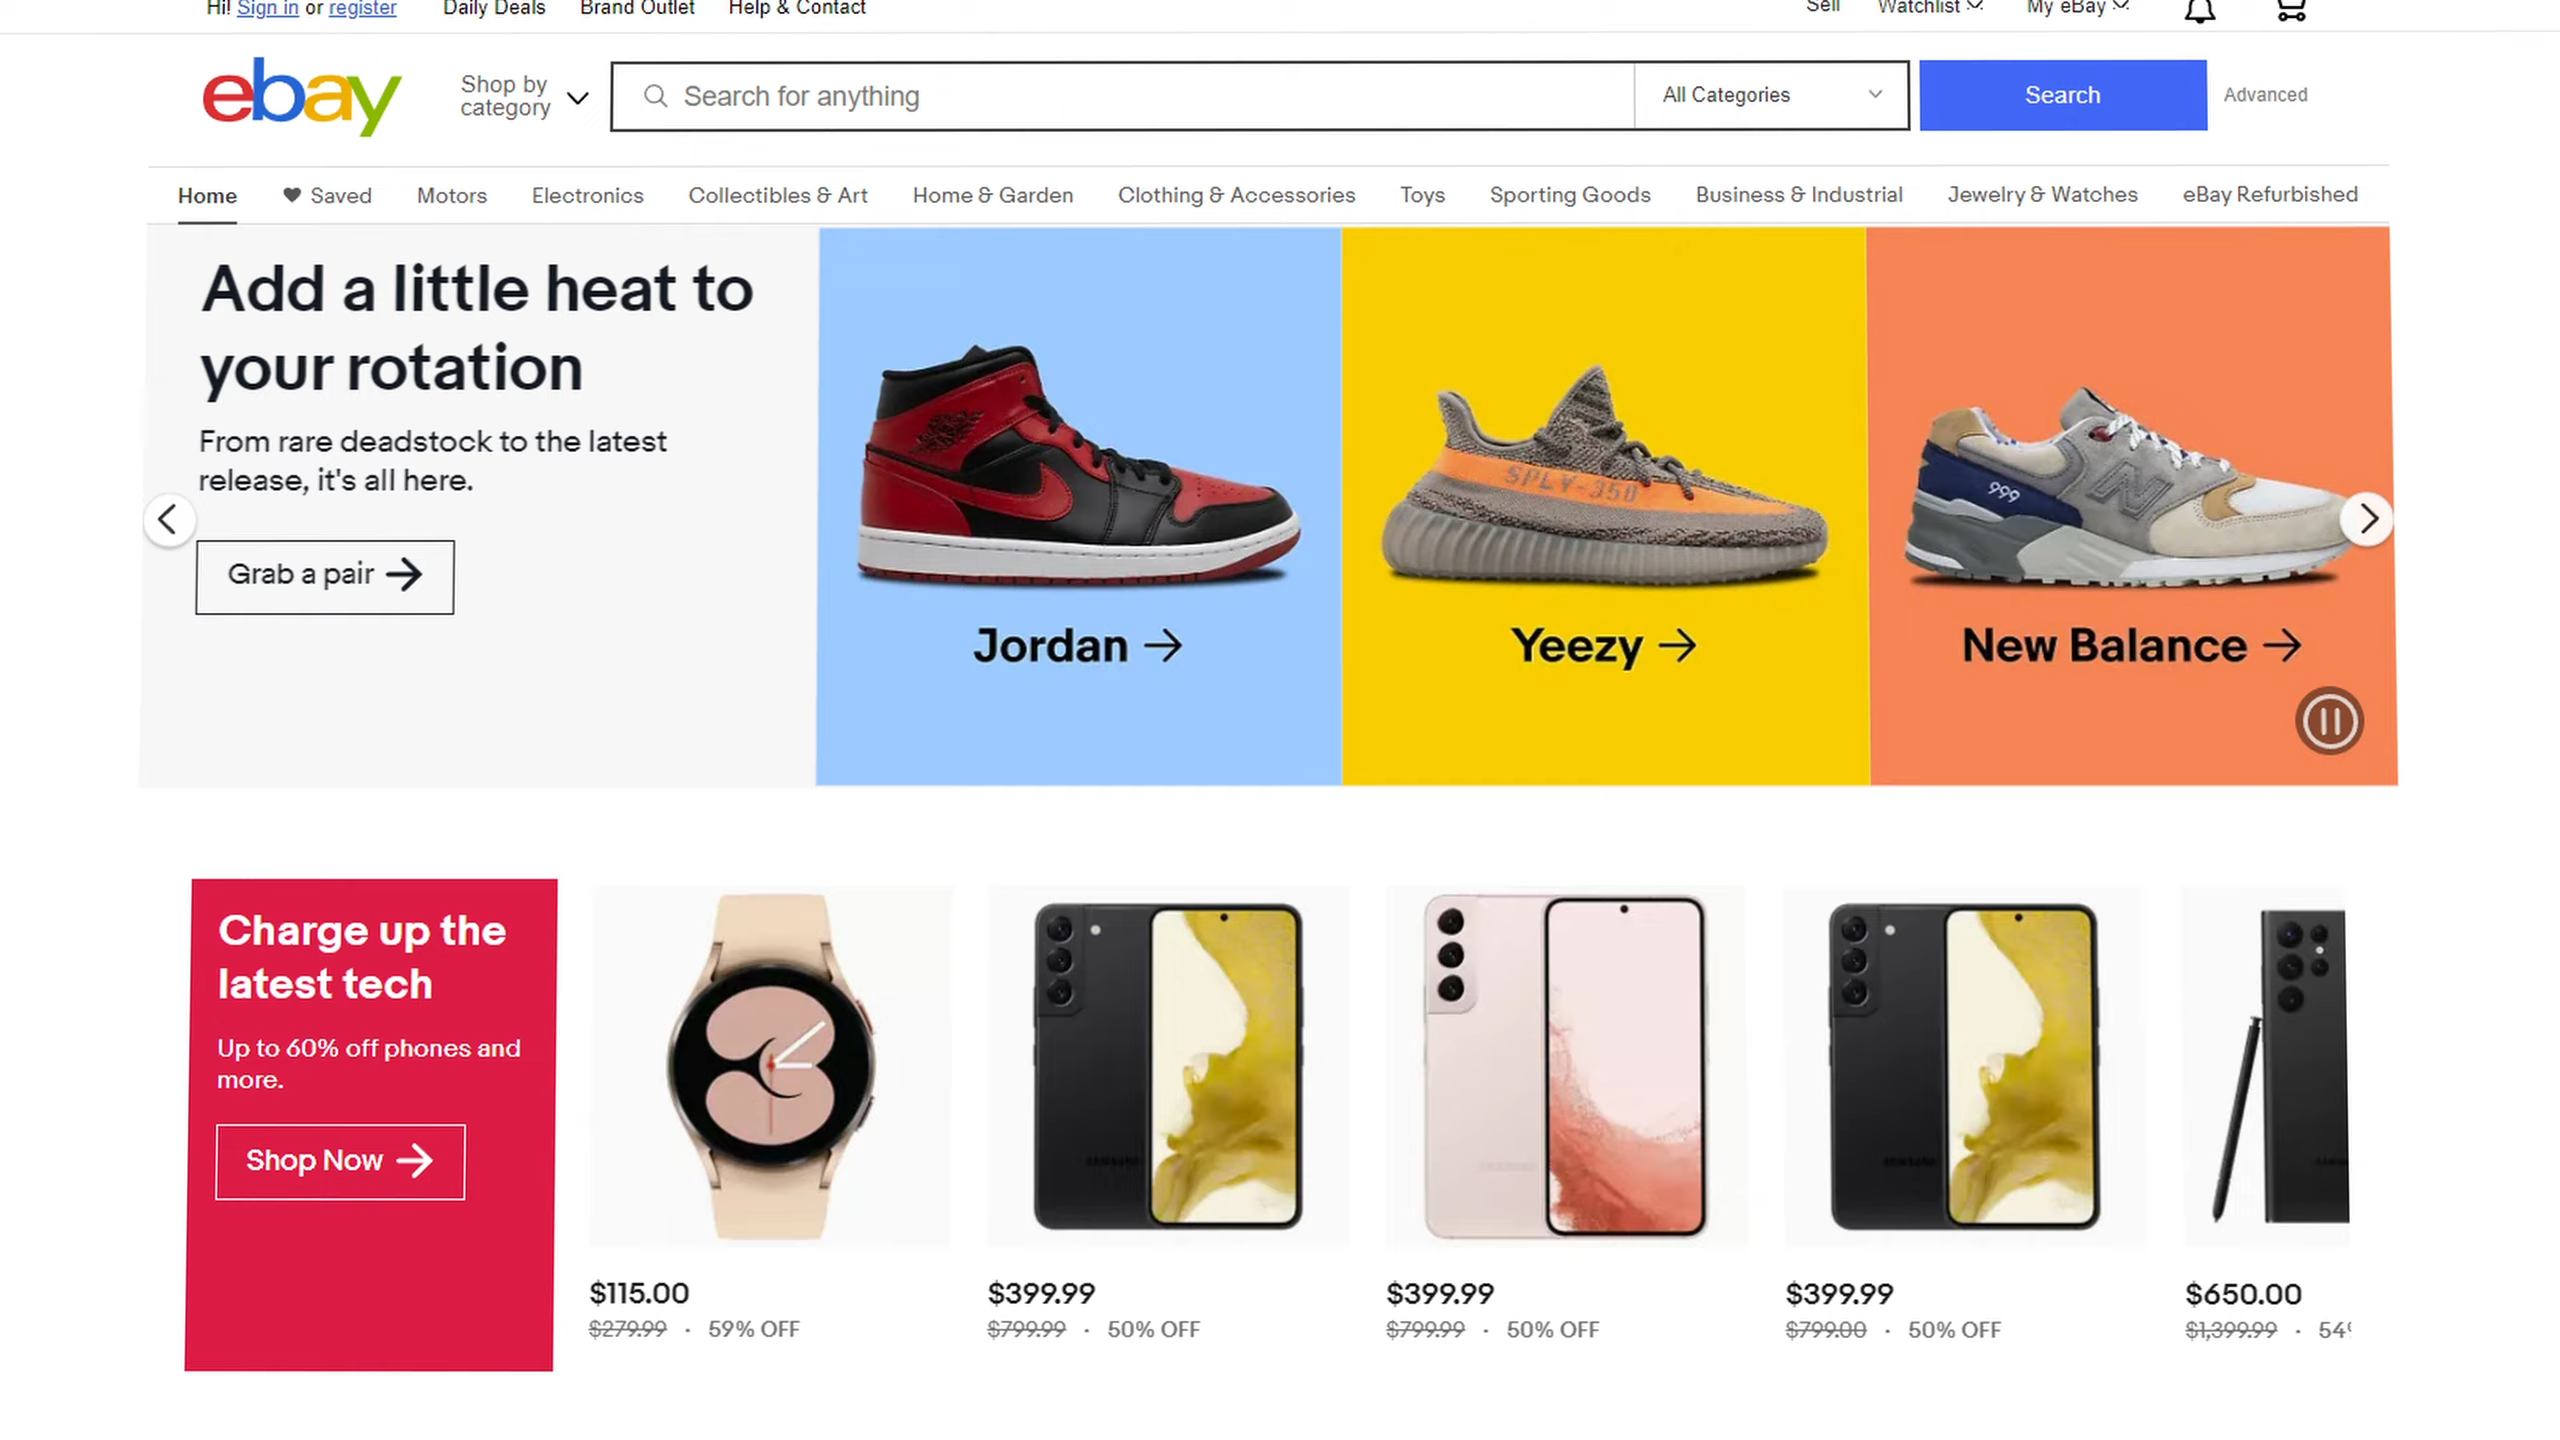 Hi! Sign in or register Daily Deals Brand Outlet Help & Contact Sell Watchlist My eBay
ebay Shop by category Search for anything All Categories Search Advanced
Home Saved Motors Electronics Collectibles & Art Home & Garden Clothing & Accessories Toys Sporting Goods Business & Industrial Jewelry & Watches eBay Refurbished
Add a little heat to
your rotation
From rare deadstock to the latest
release, it's all here.
Grab a pair
SPLY-350
999
N
Jordan
Yeezy
New Balance
Charge up the
latest tech
Up to 60% off phones and
more.
Shop Now
$115.00
$279.99 · 59% OFF
$399.99
$799.99 · 50% OFF
$399.99
$799.99 · 50% OFF
$399.99
$799.00 · 50% OFF
$650.00
$1,399.99 · 54